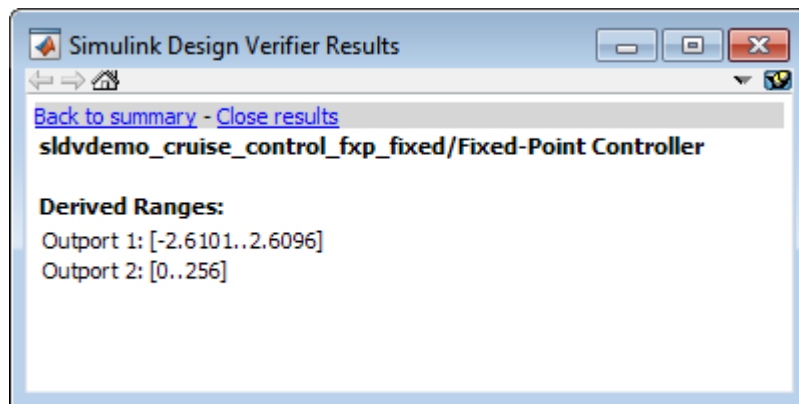 Simulink Design Verifier Results
Back to summary - Close results
sldvdemo_cruise_control_fxp_fixed/Fixed-Point Controller
Derived Ranges:
Outport 1: [-2.6101..2.6096]
Outport 2: [0..256]